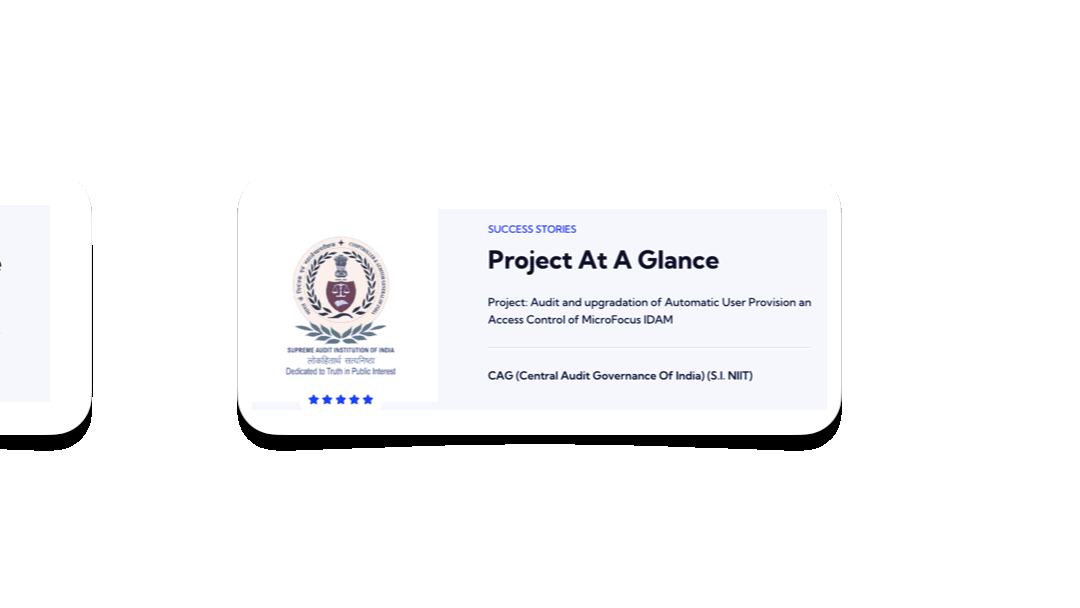 SUCCESS STORIES
Project At A Glance
Project: Audit and upgradation of Automatic User Provision an
Access Control of MicroFocus IDAM
CAG (Central Audit Governance Of India) (S.I. NIIT)
SUPREME AUDIT INSTITUTION OF INDIA
लोकहितार्थ सत्यनिष्ठा
Dedicated to Truth in Public Interest